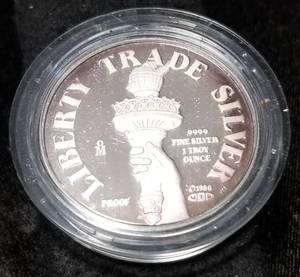 LIBERTY TRADE SILVER
.9999
FINE SILVER
1 TROY
OUNCE
PROOF
©1986